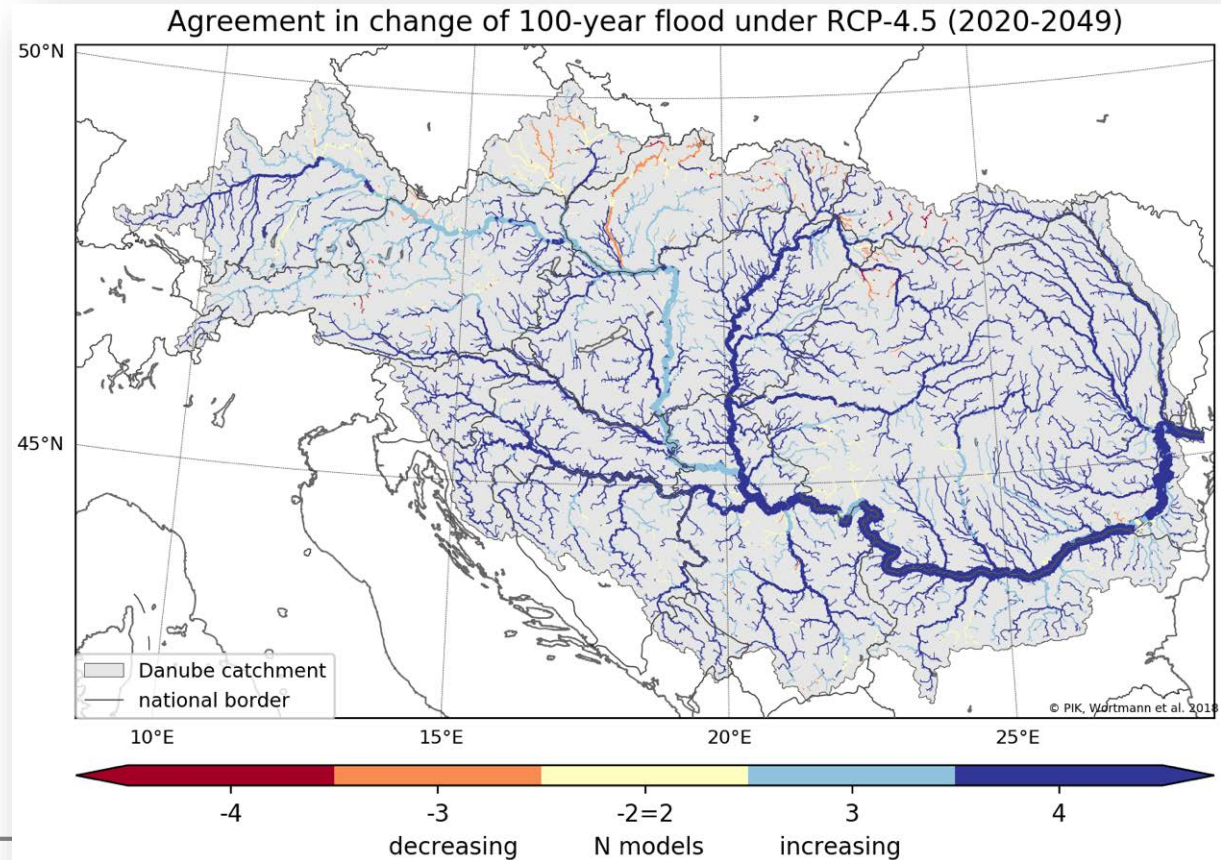 Agreement in change of 100-year flood under RCP-4.5 (2020-2049)
50°N
45°N
Danube catchment
national border
© PIK, Wortmann et al. 2018
10°E 15°E 20°E 25°E
-4 -3 -2=2 3 4
decreasing N models increasing